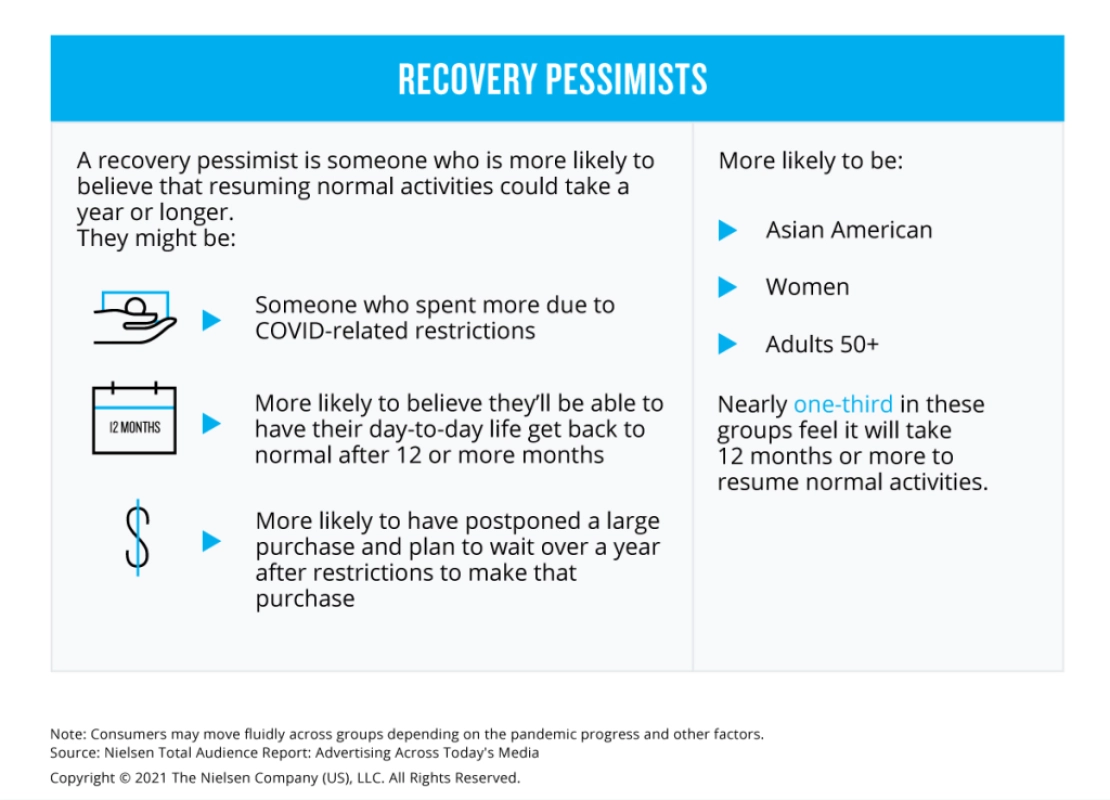 RECOVERY PESSIMISTS
A recovery pessimist is someone who is more likely to
believe that resuming normal activities could take a
year or longer.
They might be:
Someone who spent more due to
COVID-related restrictions
12 MONTHS
More likely to believe they'll be able to
have their day-to-day life get back to
normal after 12 or more months
More likely to have postponed a large
purchase and plan to wait over a year
after restrictions to make that
purchase
More likely to be:
Asian American
Women
Adults 50+
Nearly one-third in these
groups feel it will take
12 months or more to
resume normal activities.
Note: Consumers may move fluidly across groups depending on the pandemic progress and other factors.
Source: Nielsen Total Audience Report: Advertising Across Today's Media
Copyright © 2021 The Nielsen Company (US), LLC. All Rights Reserved.